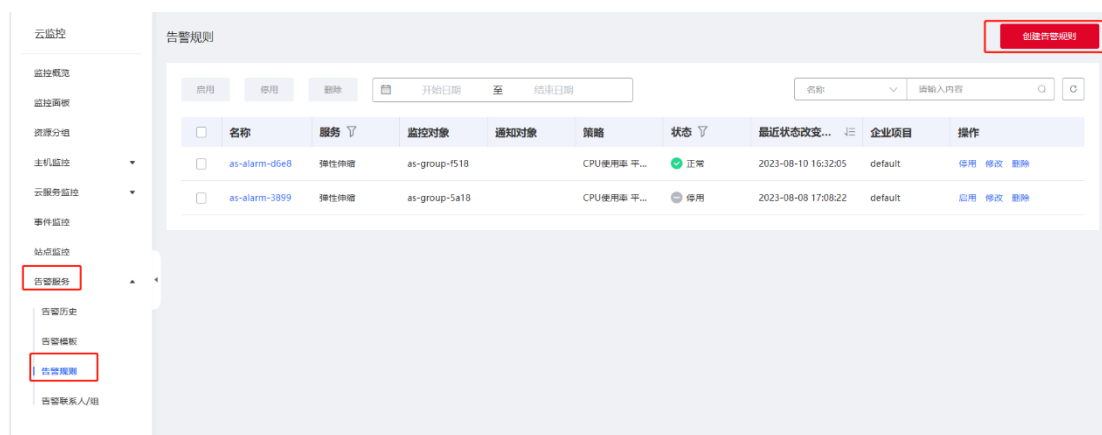 云监控
告警规则
创建告警规则
监控概览
监控面板
资源分组
主机监控
云服务监控
事件监控
站点监控
告警服务
告警历史
告警模板
告警规则
告警联系人/组
启用 停用 删除 开始日期 至 结束日期 名称 请输入内容
名称 服务 监控对象 通知对象 策略 状态 最近状态改变... 企业项目 操作
as-alarm-d6e8 弹性伸缩 as-group-f518 CPU使用率 平... 正常 2023-08-10 16:32:05 default 停用 修改 删除
as-alarm-3899 弹性伸缩 as-group-5a18 CPU使用率 平... 停用 2023-08-08 17:08:22 default 启用 修改 删除